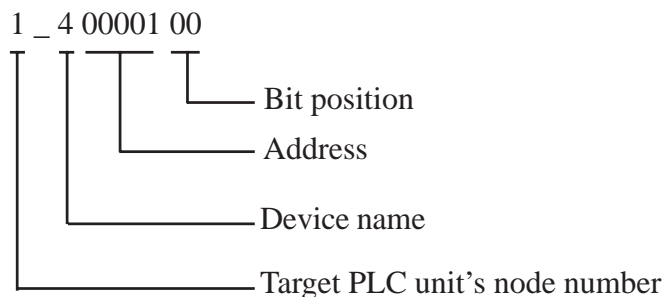 1 _ 4 00001 00
Bit position
Address
Device name
Target PLC unit's node number